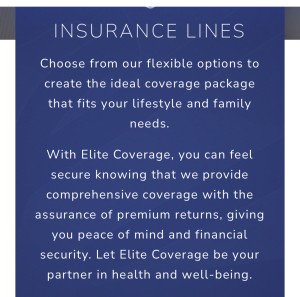 INSURANCE LINES
Choose from our flexible options to
create the ideal coverage package
that fits your lifestyle and family
needs.
With Elite Coverage, you can feel
secure knowing that we provide
comprehensive coverage with the
assurance of premium returns, giving
you peace of mind and financial
security. Let Elite Coverage be your
partner in health and well-being.